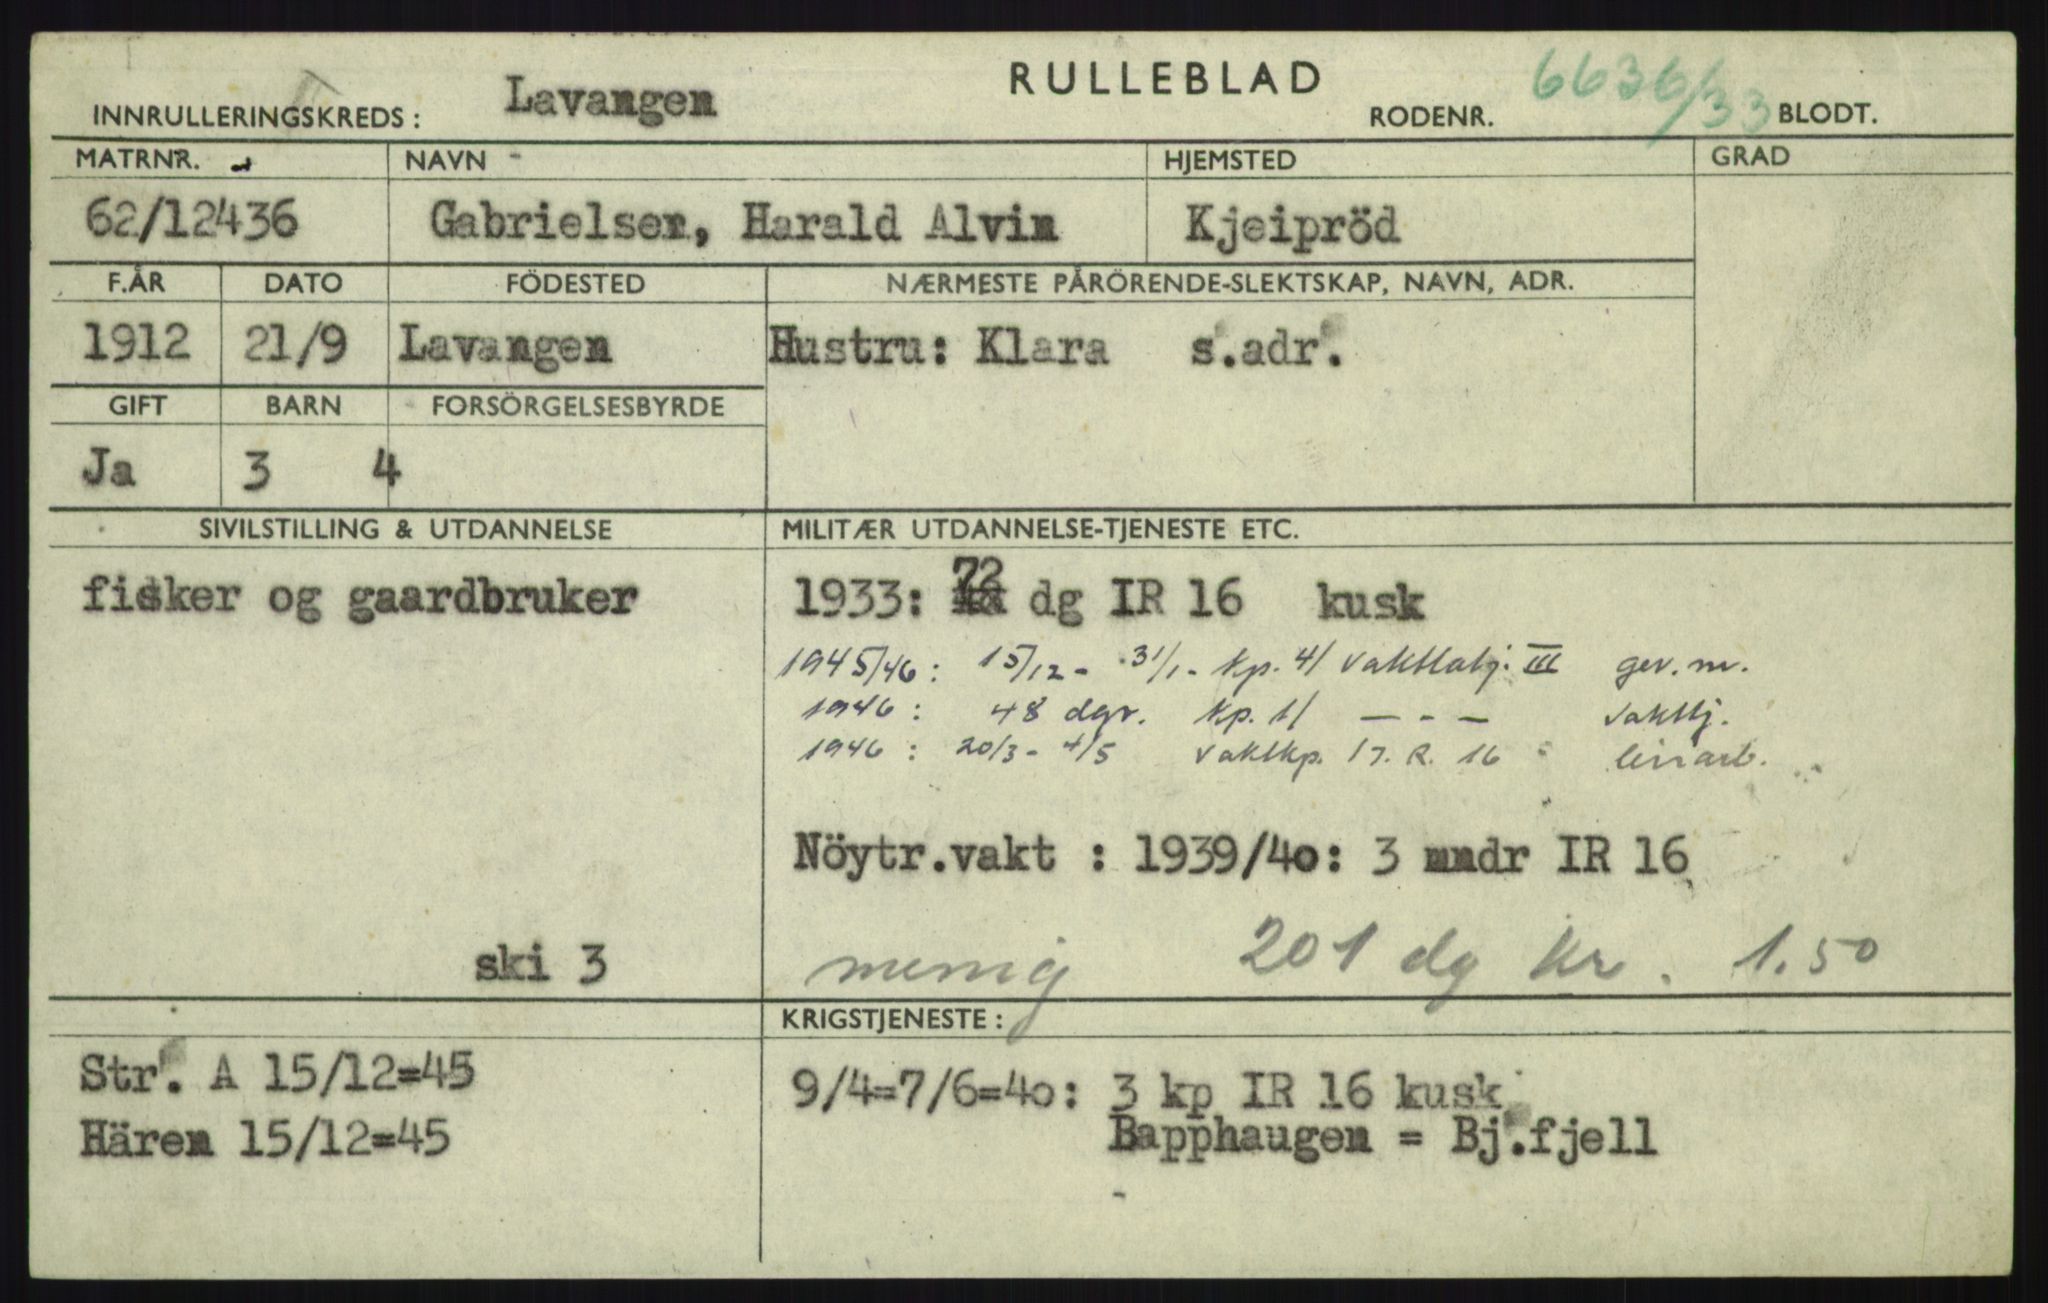 RULLEBLAD
INNRULLERINGSKREDS: Lavangen RODENR. 6636/33 BLODT.
MATRNR. NAVN HJEMSTED GRAD
62/12436 Gabrielsen, Harald Alvin Kjeipröd
F.ÅR DATO FÖDESTED NÆRMESTE PÅRÖRENDE-SLEKTSKAP, NAVN, ADR.
1912 21/9 Lavangen Hustru: Klara s.adr.
GIFT BARN FORSÖRGELSESBYRDE
Ja 3 4
SIVILSTILLING & UTDANNELSE MILITÆR UTDANNELSE-TJENESTE ETC.
72
fisker og gaardbruker 1933: dg IR 16 kusk
1945/46: 15/12 - 31/1 - Kp. 4/ III gev. m.
1946: 48 dgr. Kp. 1/ — - — vakttj.
1946: 20/3 - 4/5 Vaktkp. I.R. 16
Nöytr.vakt : 1939/4o: 3 mndr IR 16
ski 3 menig 201 dg Kr. 1.50
KRIGSTJENESTE:
Str. A 15/12=45 9/4=7/6=4o: 3 kp IR 16 kusk
Hären 15/12=45 Bapphaugen = Bj.fjell